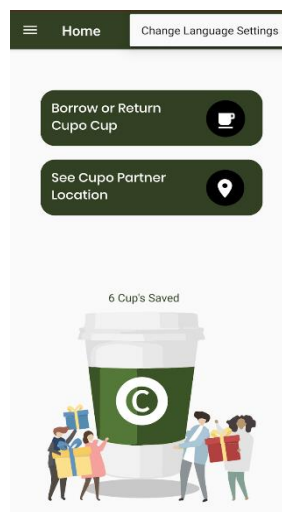 Home
Change Language Settings
Borrow or Return
Cupo Cup
See Cupo Partner
Location
6 Cup's Saved
C